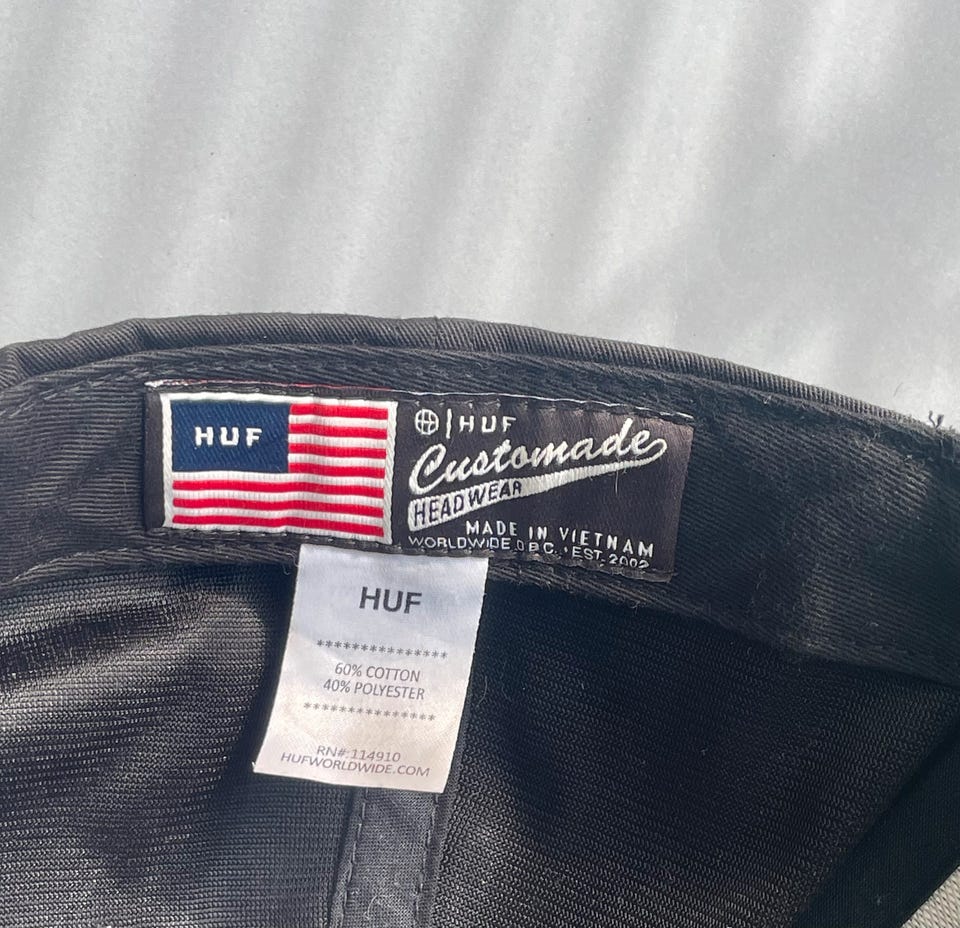 HUF
HUF
Customade
HEADWEAR
MADE IN VIETNAM
WORLDWIDE D.B.C. • EST. 2002
HUF
**************
60% COTTON
40% POLYESTER
**************
RN#:114910
HUFWORLDWIDE.COM